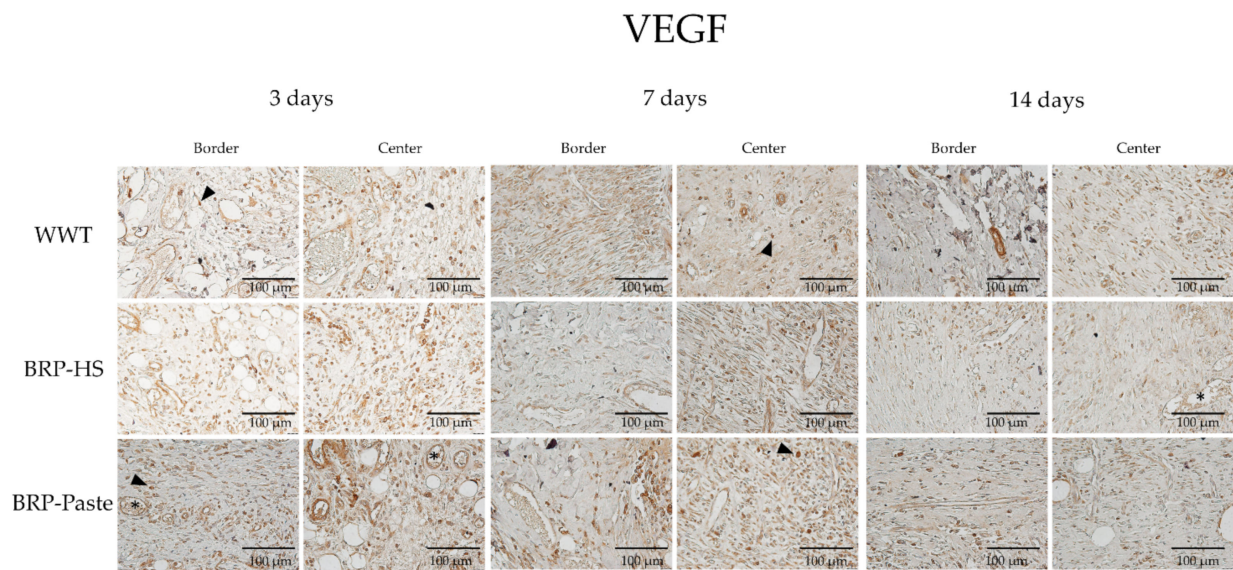 VEGF
3 days 7 days 14 days
Border Center Border Center Border Center
WWT
100 µm 100 µm 100 µm 100 µm 100 µm 100 µm
BRP-HS
* 
100 µm 100 µm 100 µm 100 µm 100 µm 100 µm
*
BRP-Paste
*
100 µm 100 µm 100 µm 100 µm 100 µm 100 µm